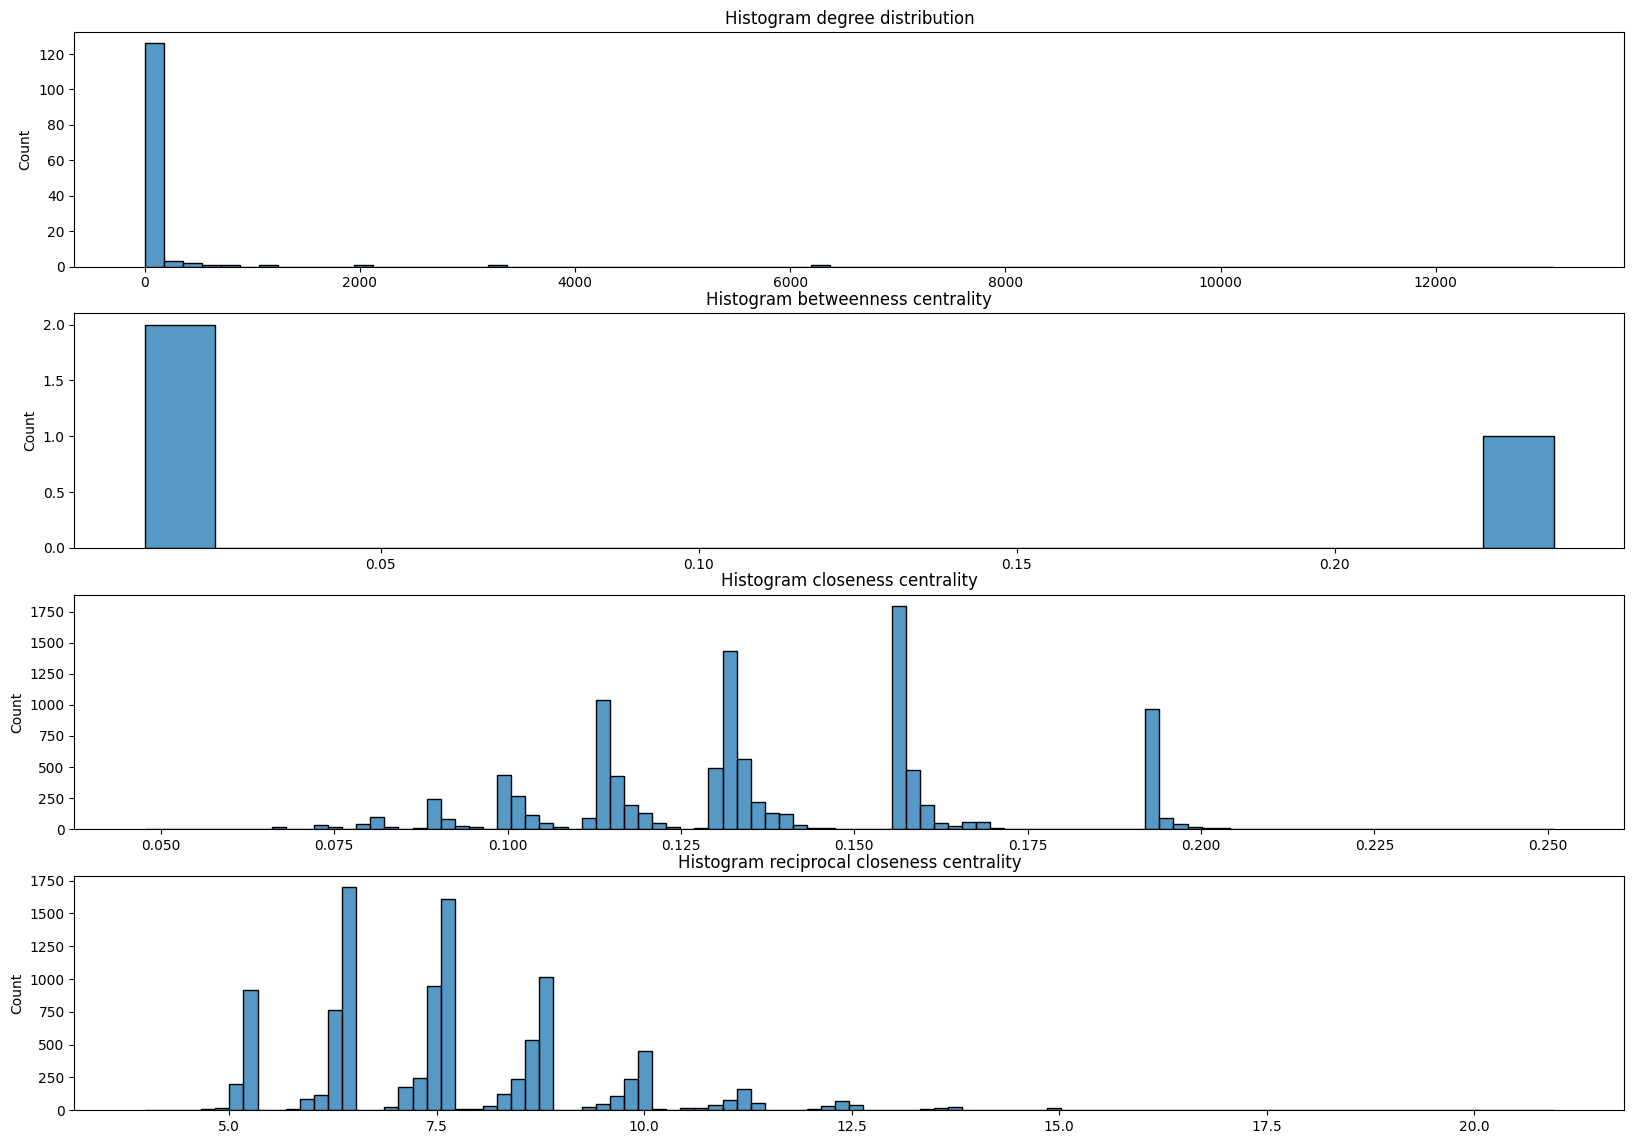 Histogram degree distribution
Count
120
100
80
60
40
20
0
0 2000 4000 6000 8000 10000 12000
Histogram betweenness centrality
Count
2.0
1.5
1.0
0.5
0.0
0.05 0.10 0.15 0.20
Histogram closeness centrality
Count
1750
1500
1250
1000
750
500
250
0
0.050 0.075 0.100 0.125 0.150 0.175 0.200 0.225 0.250
Histogram reciprocal closeness centrality
Count
1750
1500
1250
1000
750
500
250
0
5.0 7.5 10.0 12.5 15.0 17.5 20.0